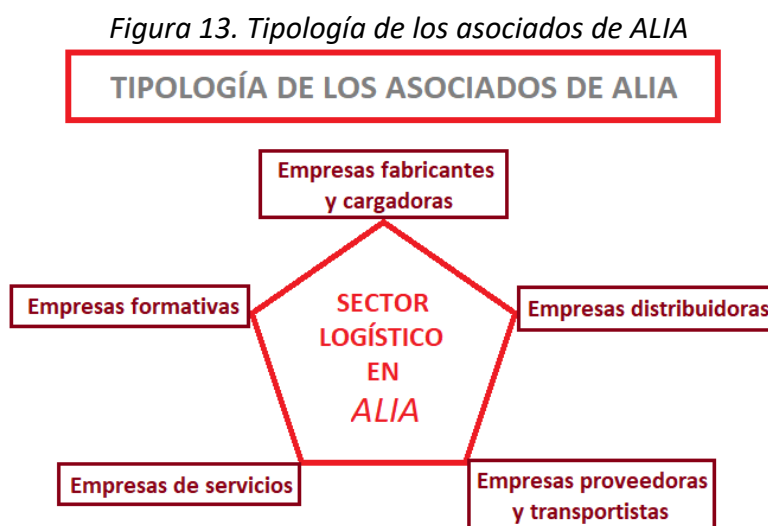 Figura 13. Tipología de los asociados de ALIA
TIPOLOGÍA DE LOS ASOCIADOS DE ALIA
Empresas fabricantes
y cargadoras
Empresas formativas
SECTOR
LOGÍSTICO
EN
ALIA
Empresas distribuidoras
Empresas de servicios
Empresas proveedoras
y transportistas